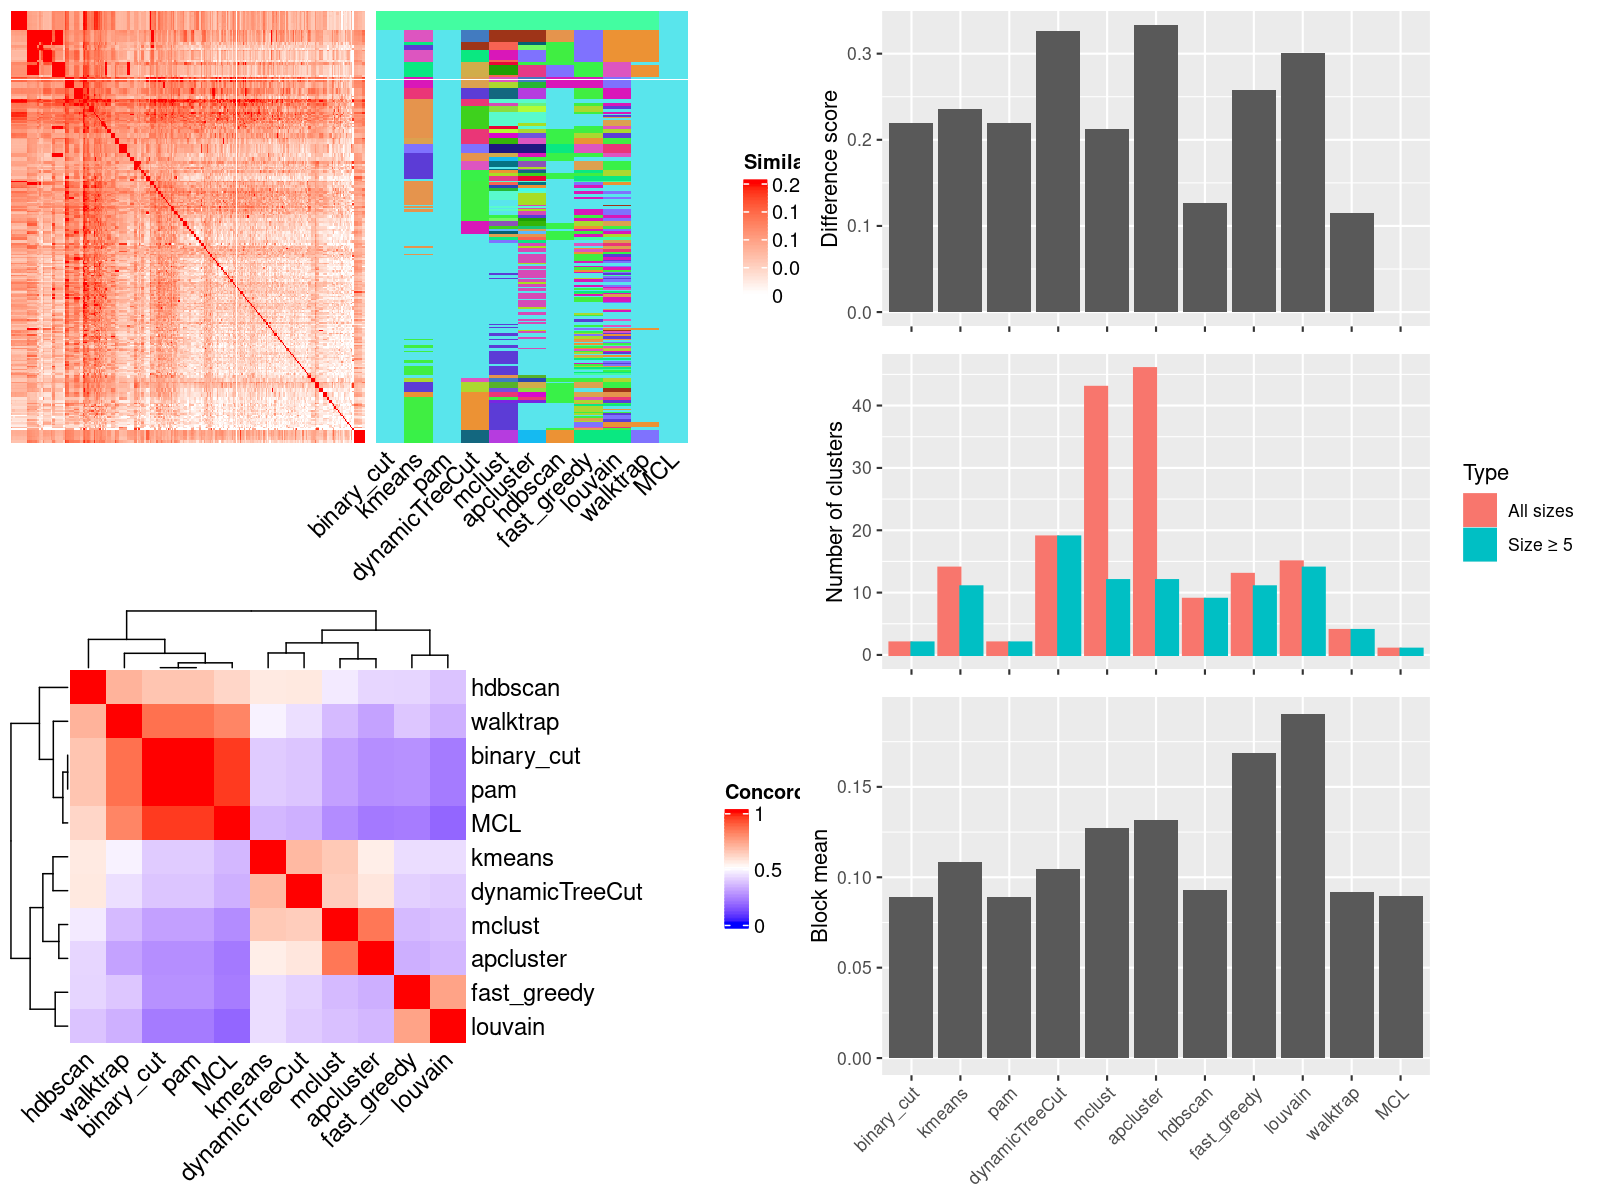 Simila
0.2
0.1
0.1
0.0
0
binary_cut
kmeans
pam
dynamicTreeCut
mclust
apcluster
hdbscan
fast_greedy
louvain
walktrap
MCL
hdbscan
walktrap
binary_cut
pam
MCL
kmeans
dynamicTreeCut
mclust
apcluster
fast_greedy
louvain
hdbscan
walktrap
binary_cut
pam
MCL
kmeans
dynamicTreeCut
mclust
apcluster
fast_greedy
louvain
Concord
1
0.5
0
Difference score
0.3
0.2
0.1
0.0
Number of clusters
40
30
20
10
0
Type
All sizes
Size ≥ 5
Block mean
0.15
0.10
0.05
0.00
binary_cut
kmeans
pam
dynamicTreeCut
mclust
apcluster
hdbscan
fast_greedy
louvain
walktrap
MCL